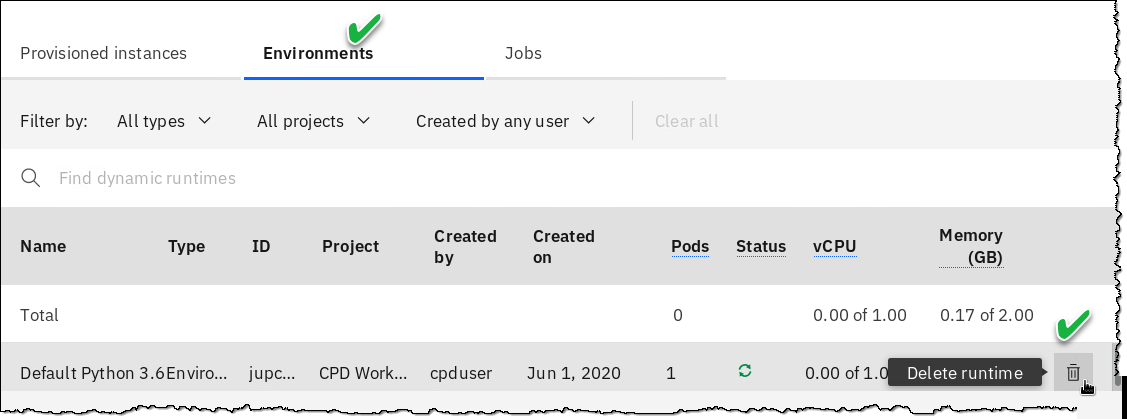 Provisioned instances Environments Jobs
Filter by: All types All projects Created by any user Clear all
Find dynamic runtimes
Name Type ID Project Created by Created on Pods Status vCPU Memory (GB)
Total 0 0.00 of 1.00 0.17 of 2.00
Default Python 3.6 Enviro... jupc... CPD Work... cpduser Jun 1, 2020 1 0.00 of 1.0 Delete runtime